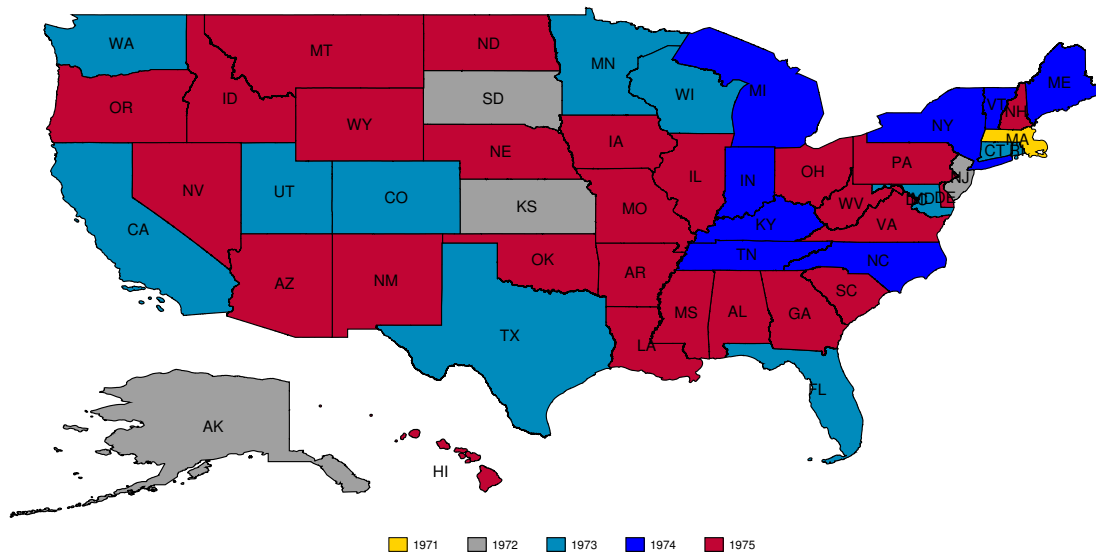 WA
MT
ND
MN
ME
OR
ID
SD
WI
MI
VT
NH
WY
NY
MA
IA
NE
CT
RI
PA
OH
IL
IN
NJ
NV
UT
CO
KS
MO
WV
MD
DE
DC
VA
CA
KY
TN
NC
OK
AR
AZ
NM
SC
MS
AL
GA
TX
LA
FL
AK
HI
1971
1972
1973
1974
1975